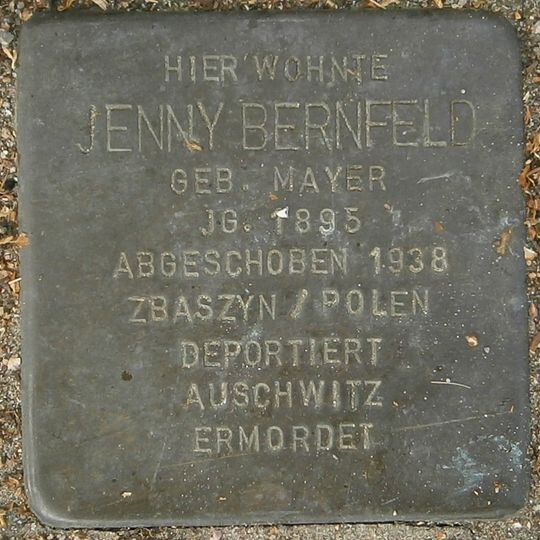 HIER WOHNTE
JENNY BERNFELD
GEB. MAYER
JG. 1895
ABGESCHOBEN 1938
ZBASZYN / POLEN
DEPORTIERT
AUSCHWITZ
ERMORDET